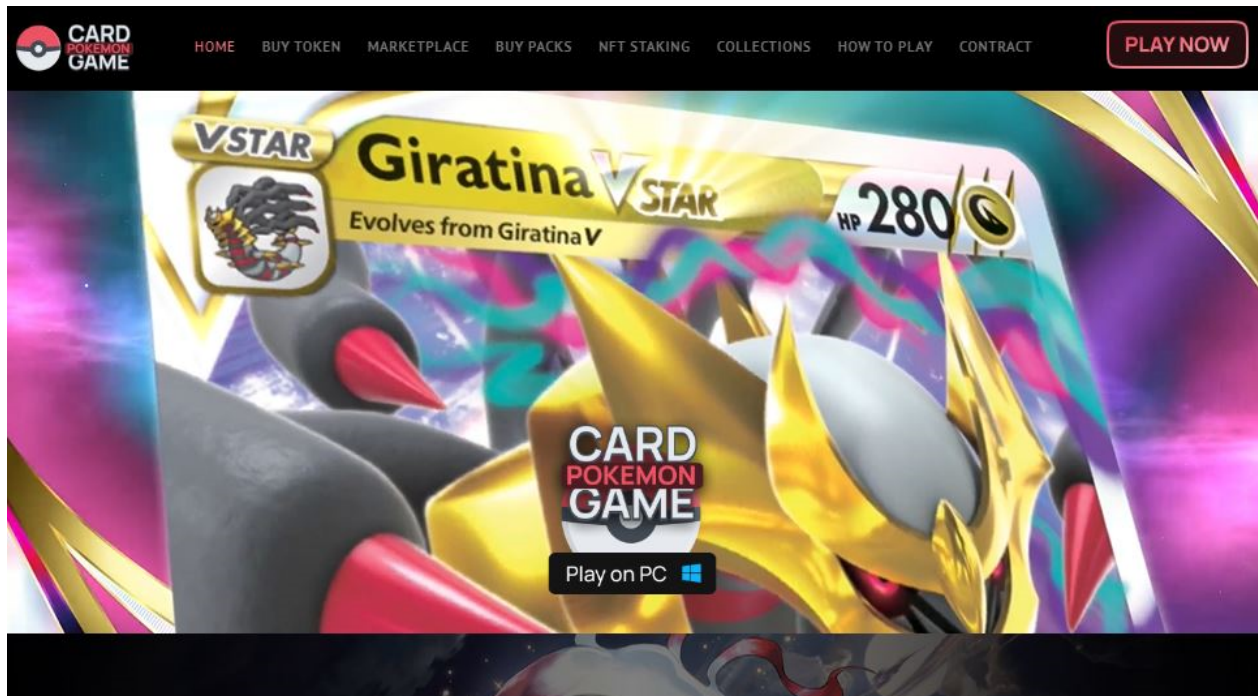 CARD
POKEMON
GAME
HOME BUY TOKEN MARKETPLACE BUY PACKS NFT STAKING COLLECTIONS HOW TO PLAY CONTRACT
PLAY NOW
VSTAR
Giratina VSTAR
HP 280
Evolves from Giratina V
CARD
POKEMON
GAME
Play on PC